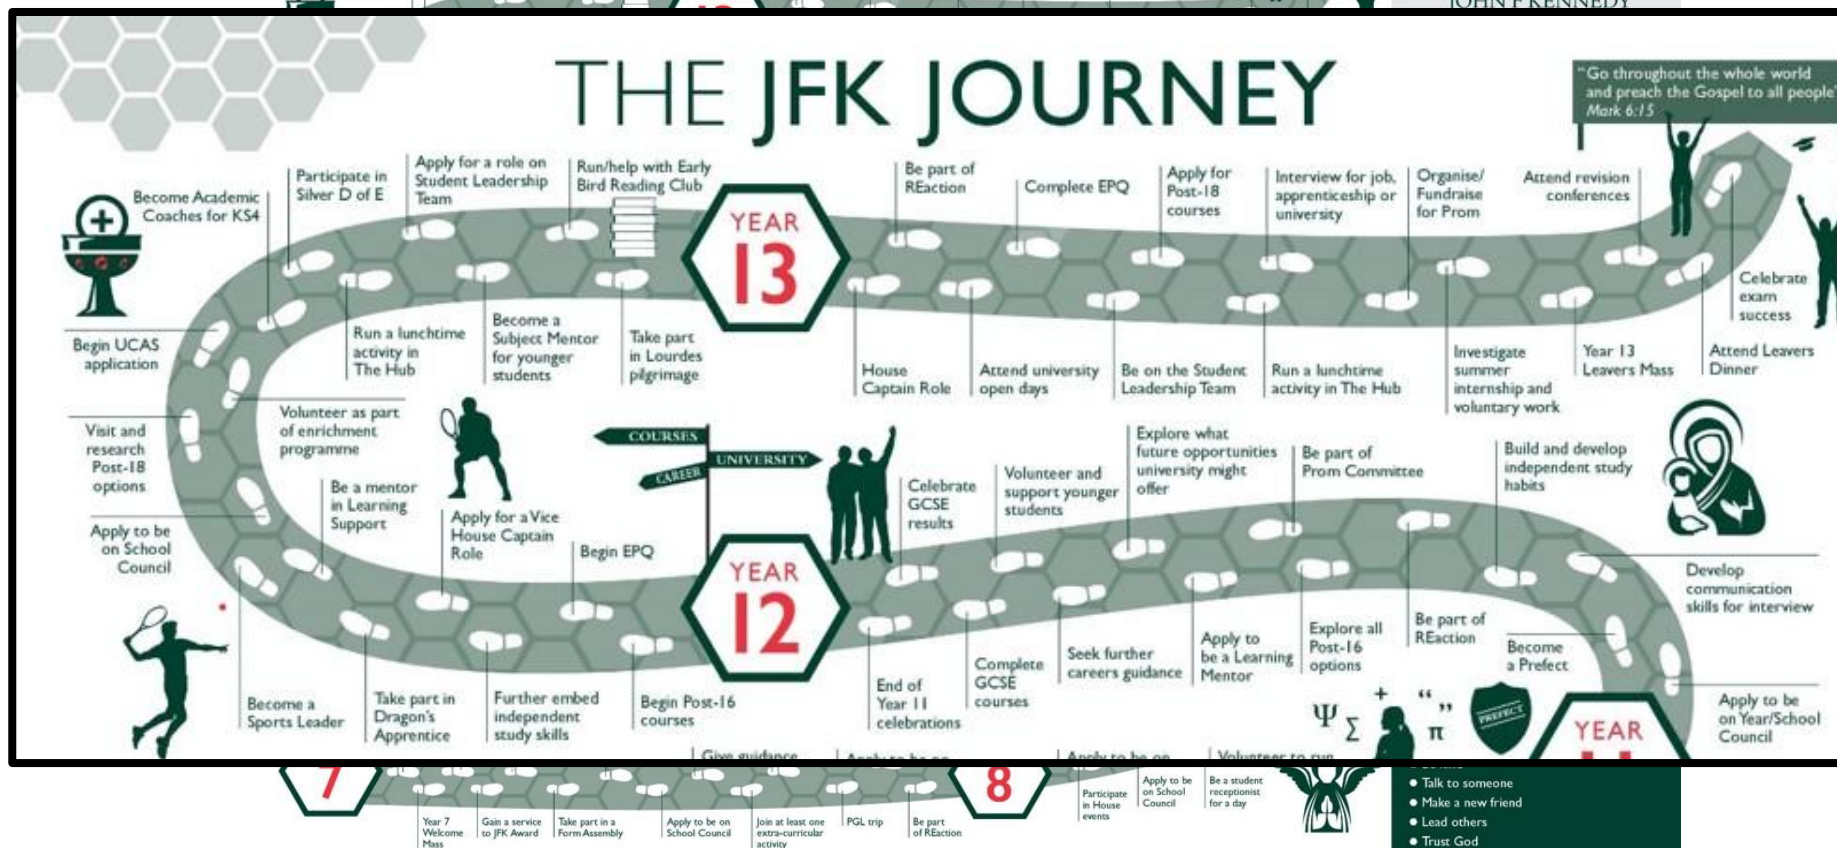 JOHN F KENNEDY
THE JFK JOURNEY
"Go throughout the whole world
and preach the Gospel to all people"
Mark 6:15
Become Academic
Coaches for KS4
Participate in
Silver D of E
Apply for a role on
Student Leadership
Team
Run/help with Early
Bird Reading Club
YEAR
13
Be part of
REaction
Complete EPQ
Apply for
Post-18
courses
Interview for job,
apprenticeship or
university
Organise/
Fundraise
for Prom
Attend revision
conferences
Celebrate
exam
success
Begin UCAS
application
Run a lunchtime
activity in
The Hub
Become a
Subject Mentor
for younger
students
Take part
in Lourdes
pilgrimage
House
Captain Role
Attend university
open days
Be on the Student
Leadership Team
Run a lunchtime
activity in The Hub
Investigate
summer
internship and
voluntary work
Year 13
Leavers Mass
Attend Leavers
Dinner
Visit and
research
Post-18
options
Volunteer as part
of enrichment
programme
COURSES
UNIVERSITY
CAREER
Be a mentor
in Learning
Support
Apply for a Vice
House Captain
Role
Begin EPQ
Celebrate
GCSE
results
Volunteer and
support younger
students
Explore what
future opportunities
university might
offer
Be part of
Prom Committee
Build and develop
independent study
habits
Apply to be
on School
Council
YEAR
12
Develop
communication
skills for interview
Become a
Sports Leader
Take part in
Dragon's
Apprentice
Further embed
independent
study skills
Begin Post-16
courses
End of
Year 11
celebrations
Complete
GCSE
courses
Seek further
careers guidance
Apply to
be a Learning
Mentor
Explore all
Post-16
options
Be part of
REaction
Become
a Prefect
Ψ Σ + “ ” π
PREFECT
YEAR
Apply to be
on Year/School
Council
Give guidance
Apply to be on
Volunteer to run
7
8
Year 7
Welcome
Mass
Gain a service
to JFK Award
Take part in a
Form Assembly
Apply to be on
School Council
Join at least one
extra-curricular
activity
PGL trip
Be part
of REaction
Participate
in House
events
Apply to be
on School
Council
Be a student
receptionist
for a day
• Talk to someone
• Make a new friend
• Lead others
• Trust God